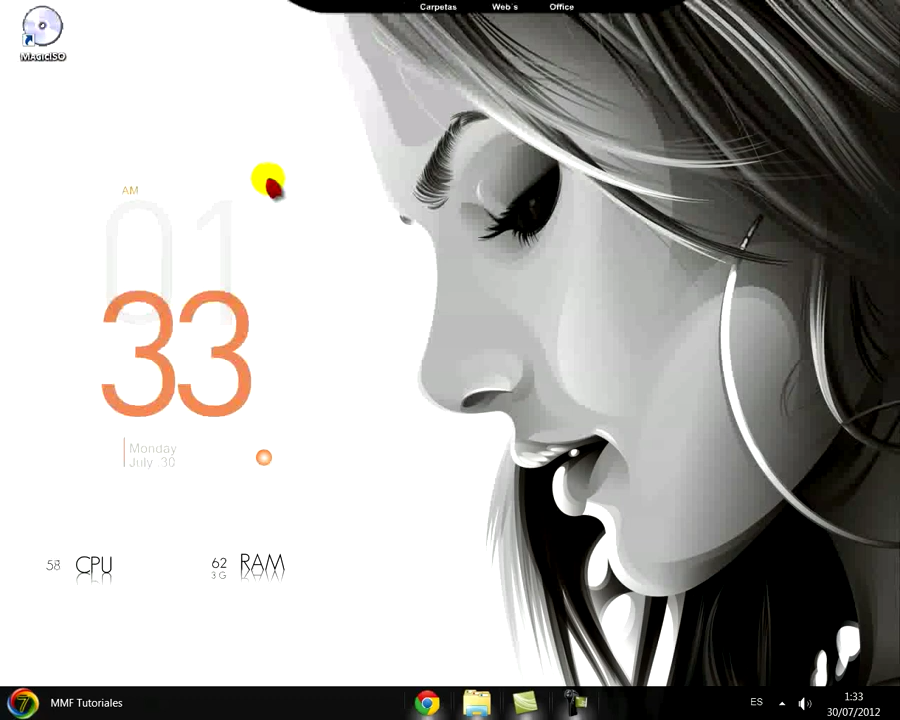 Carpetas Web's Office
MAgicISO
AM
01
33
Monday
July 30
58 CPU
62 RAM
3 G
7 MMF Tutoriales
ES 1:33
30/07/2012